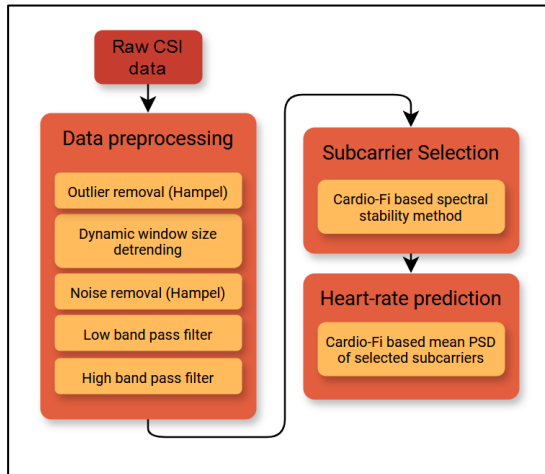 Raw CSI
data
Data preprocessing
Outlier removal (Hampel)
Dynamic window size
detrending
Noise removal (Hampel)
Low band pass filter
High band pass filter
Subcarrier Selection
Cardio-Fi based spectral
stability method
Heart-rate prediction
Cardio-Fi based mean PSD
of selected subcarriers